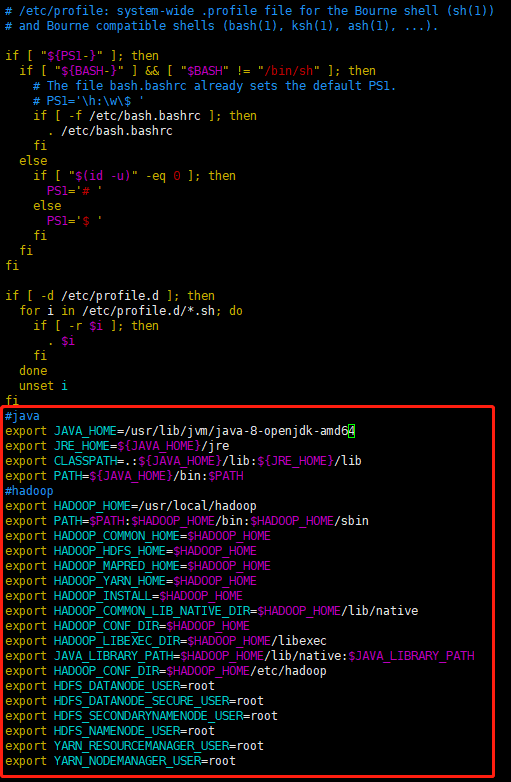 # /etc/profile: system-wide .profile file for the Bourne shell (sh(1))
# and Bourne compatible shells (bash(1), ksh(1), ash(1), ...).

if [ "${PS1-}" ]; then
  if [ "${BASH-}" ] && [ "$BASH" != "/bin/sh" ]; then
    # The file bash.bashrc already sets the default PS1.
    # PS1='\h:\w\$ '
    if [ -f /etc/bash.bashrc ]; then
      . /etc/bash.bashrc
    fi
  else
    if [ "$(id -u)" -eq 0 ]; then
      PS1='# '
    else
      PS1='$ '
    fi
  fi
fi

if [ -d /etc/profile.d ]; then
  for i in /etc/profile.d/*.sh; do
    if [ -r $i ]; then
      . $i
    fi
  done
  unset i
fi
#java
export JAVA_HOME=/usr/lib/jvm/java-8-openjdk-amd64
export JRE_HOME=${JAVA_HOME}/jre
export CLASSPATH=.:${JAVA_HOME}/lib:${JRE_HOME}/lib
export PATH=${JAVA_HOME}/bin:$PATH
#hadoop
export HADOOP_HOME=/usr/local/hadoop
export PATH=$PATH:$HADOOP_HOME/bin:$HADOOP_HOME/sbin
export HADOOP_COMMON_HOME=$HADOOP_HOME
export HADOOP_HDFS_HOME=$HADOOP_HOME
export HADOOP_MAPRED_HOME=$HADOOP_HOME
export HADOOP_YARN_HOME=$HADOOP_HOME
export HADOOP_INSTALL=$HADOOP_HOME
export HADOOP_COMMON_LIB_NATIVE_DIR=$HADOOP_HOME/lib/native
export HADOOP_CONF_DIR=$HADOOP_HOME
export HADOOP_LIBEXEC_DIR=$HADOOP_HOME/libexec
export JAVA_LIBRARY_PATH=$HADOOP_HOME/lib/native:$JAVA_LIBRARY_PATH
export HADOOP_CONF_DIR=$HADOOP_HOME/etc/hadoop
export HDFS_DATANODE_USER=root
export HDFS_DATANODE_SECURE_USER=root
export HDFS_SECONDARYNAMENODE_USER=root
export HDFS_NAMENODE_USER=root
export YARN_RESOURCEMANAGER_USER=root
export YARN_NODEMANAGER_USER=root